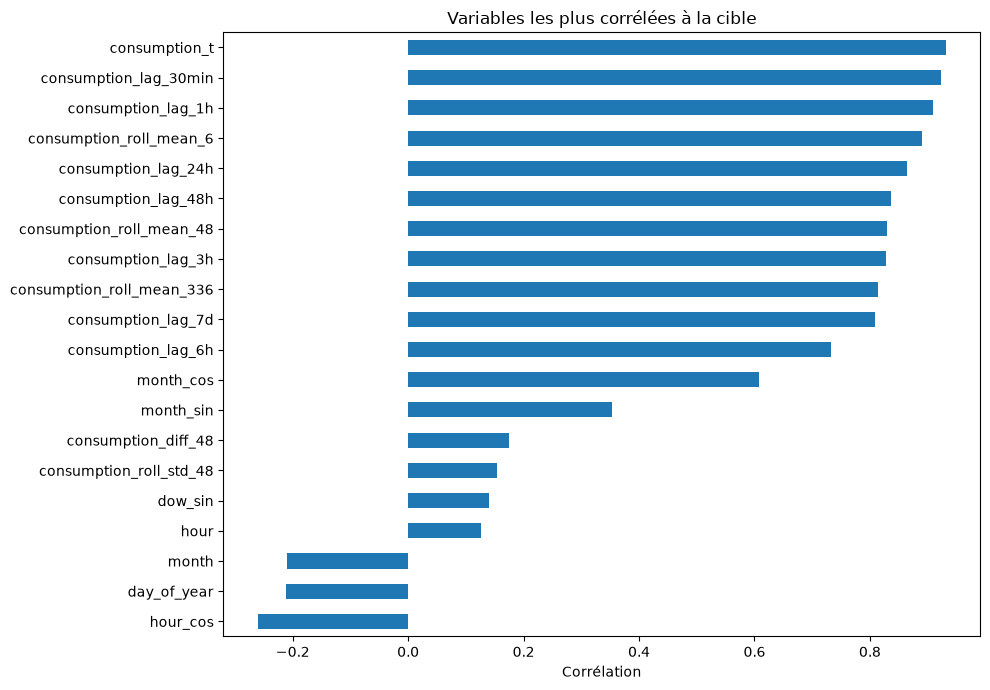 Variables les plus corrélées à la cible
consumption_t
consumption_lag_30min
consumption_lag_1h
consumption_roll_mean_6
consumption_lag_24h
consumption_lag_48h
consumption_roll_mean_48
consumption_lag_3h
consumption_roll_mean_336
consumption_lag_7d
consumption_lag_6h
month_cos
month_sin
consumption_diff_48
consumption_roll_std_48
dow_sin
hour
month
day_of_year
hour_cos
−0.2 0.0 0.2 0.4 0.6 0.8
Corrélation